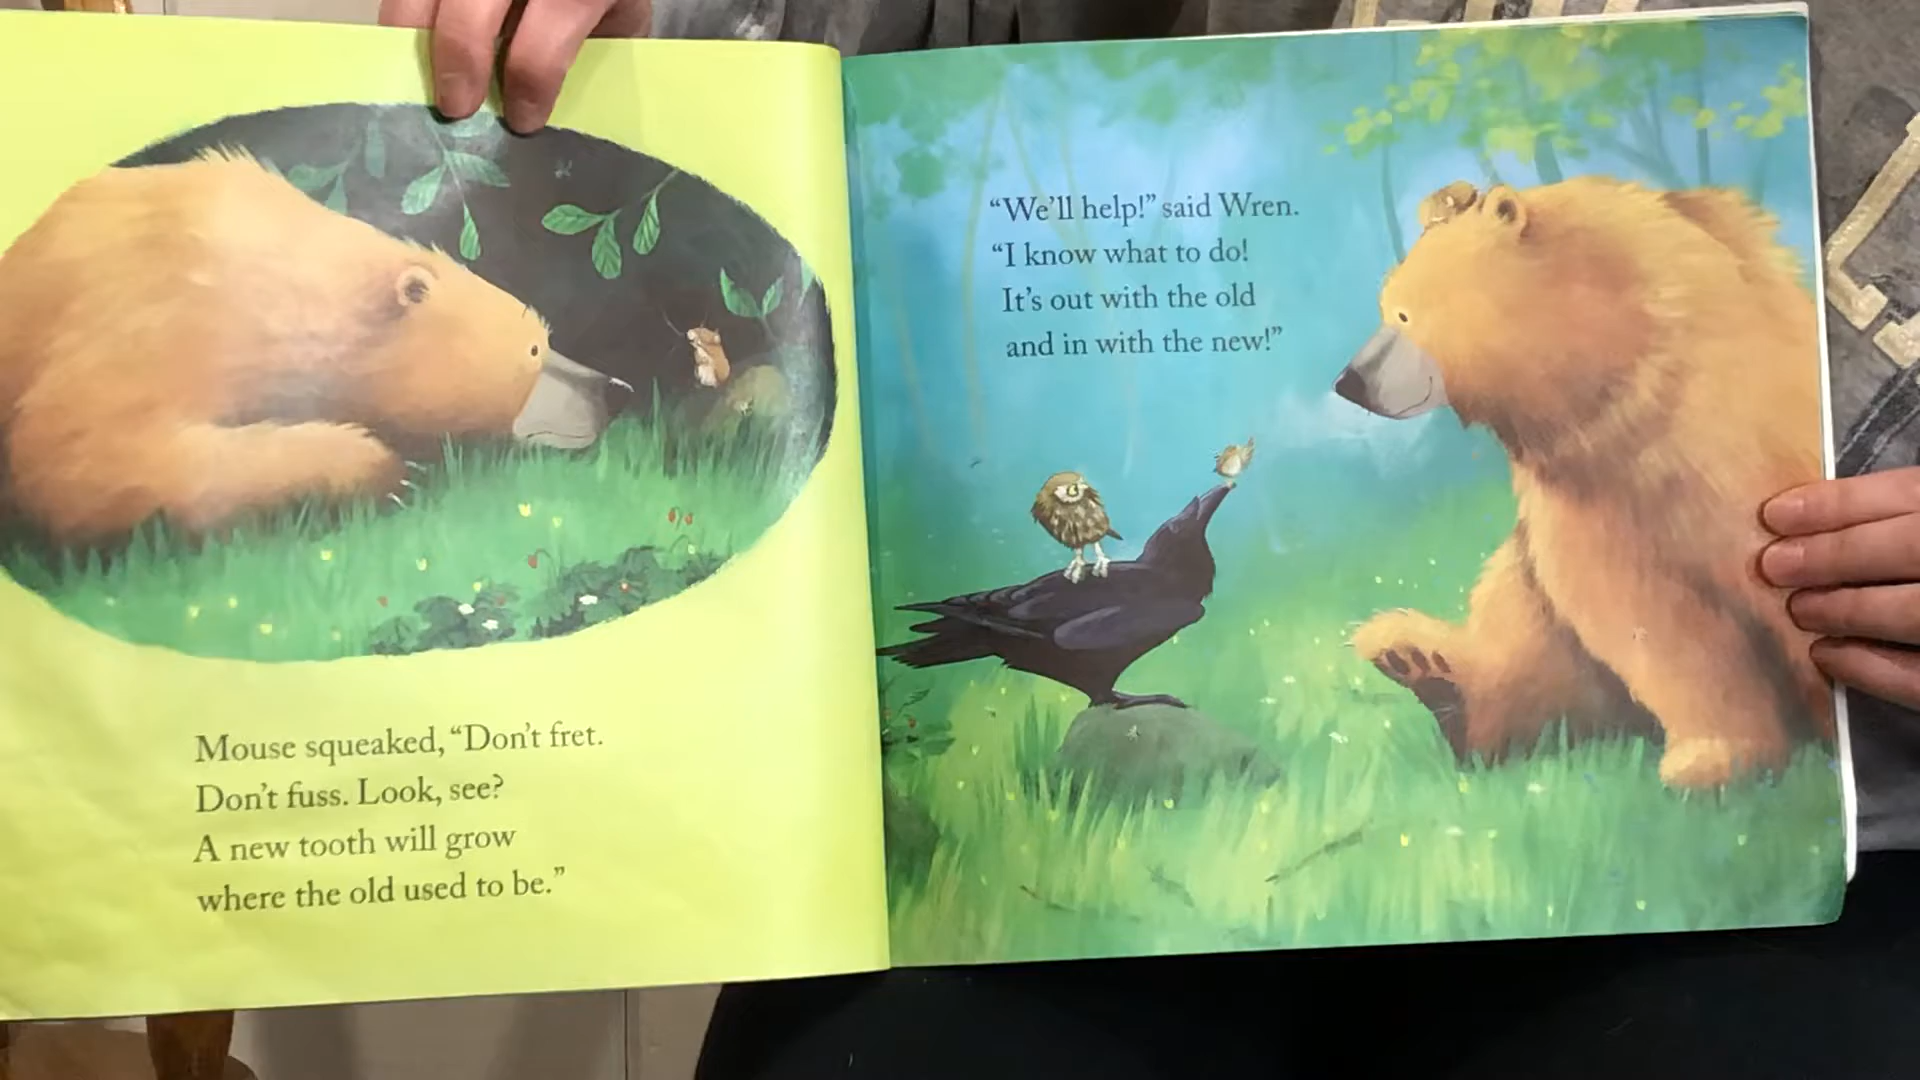 Mouse squeaked, “Don’t fret.
Don’t fuss. Look, see?
A new tooth will grow
where the old used to be.”
“We’ll help!” said Wren.
“I know what to do!
It’s out with the old
and in with the new!”